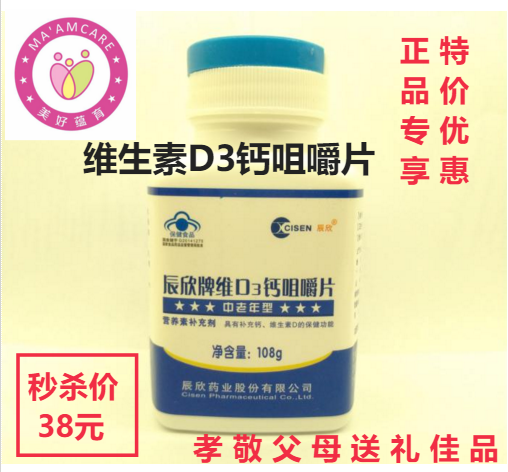 MA'AMCARE
美好蕴育
正品专享
特价优惠
维生素D3钙咀嚼片
保健食品
CISEN 辰欣®
辰欣牌维D3钙咀嚼片
★★★ 中老年型 ★★★
营养素补充剂 具有补充钙、维生素D的保健功能
净含量:108g
辰欣药业股份有限公司
Cisen Pharmaceutical Co.,Ltd.
秒杀价
38元
孝敬父母送礼佳品